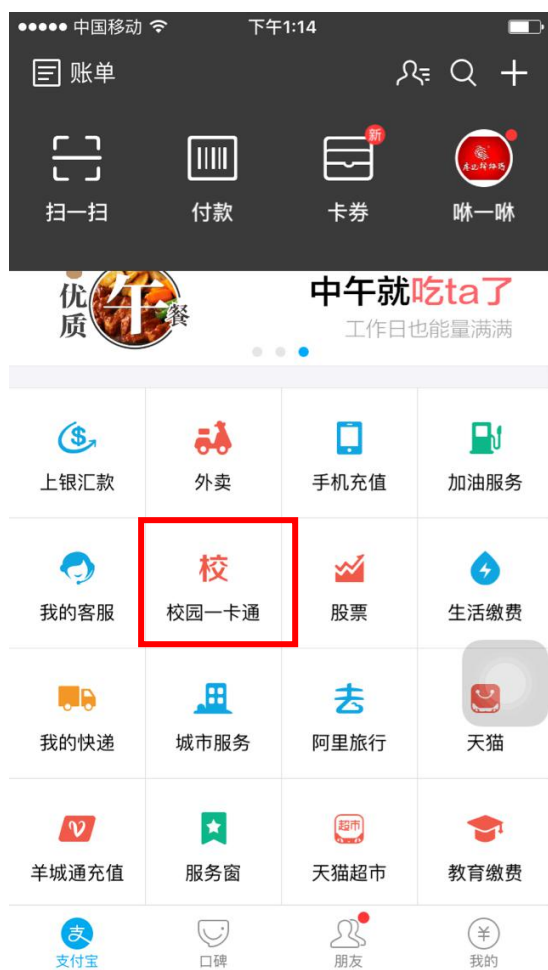 中国移动 下午1:14
账单
新
扫一扫 付款 卡券 咻一咻
优质 午餐
中午就吃ta了
工作日也能量满满
上银汇款 外卖 手机充值 加油服务
校
我的客服 校园一卡通 股票 生活缴费
去
我的快递 城市服务 阿里旅行 天猫
超市
羊城通充值 服务窗 天猫超市 教育缴费
支
支付宝 口碑 朋友 我的